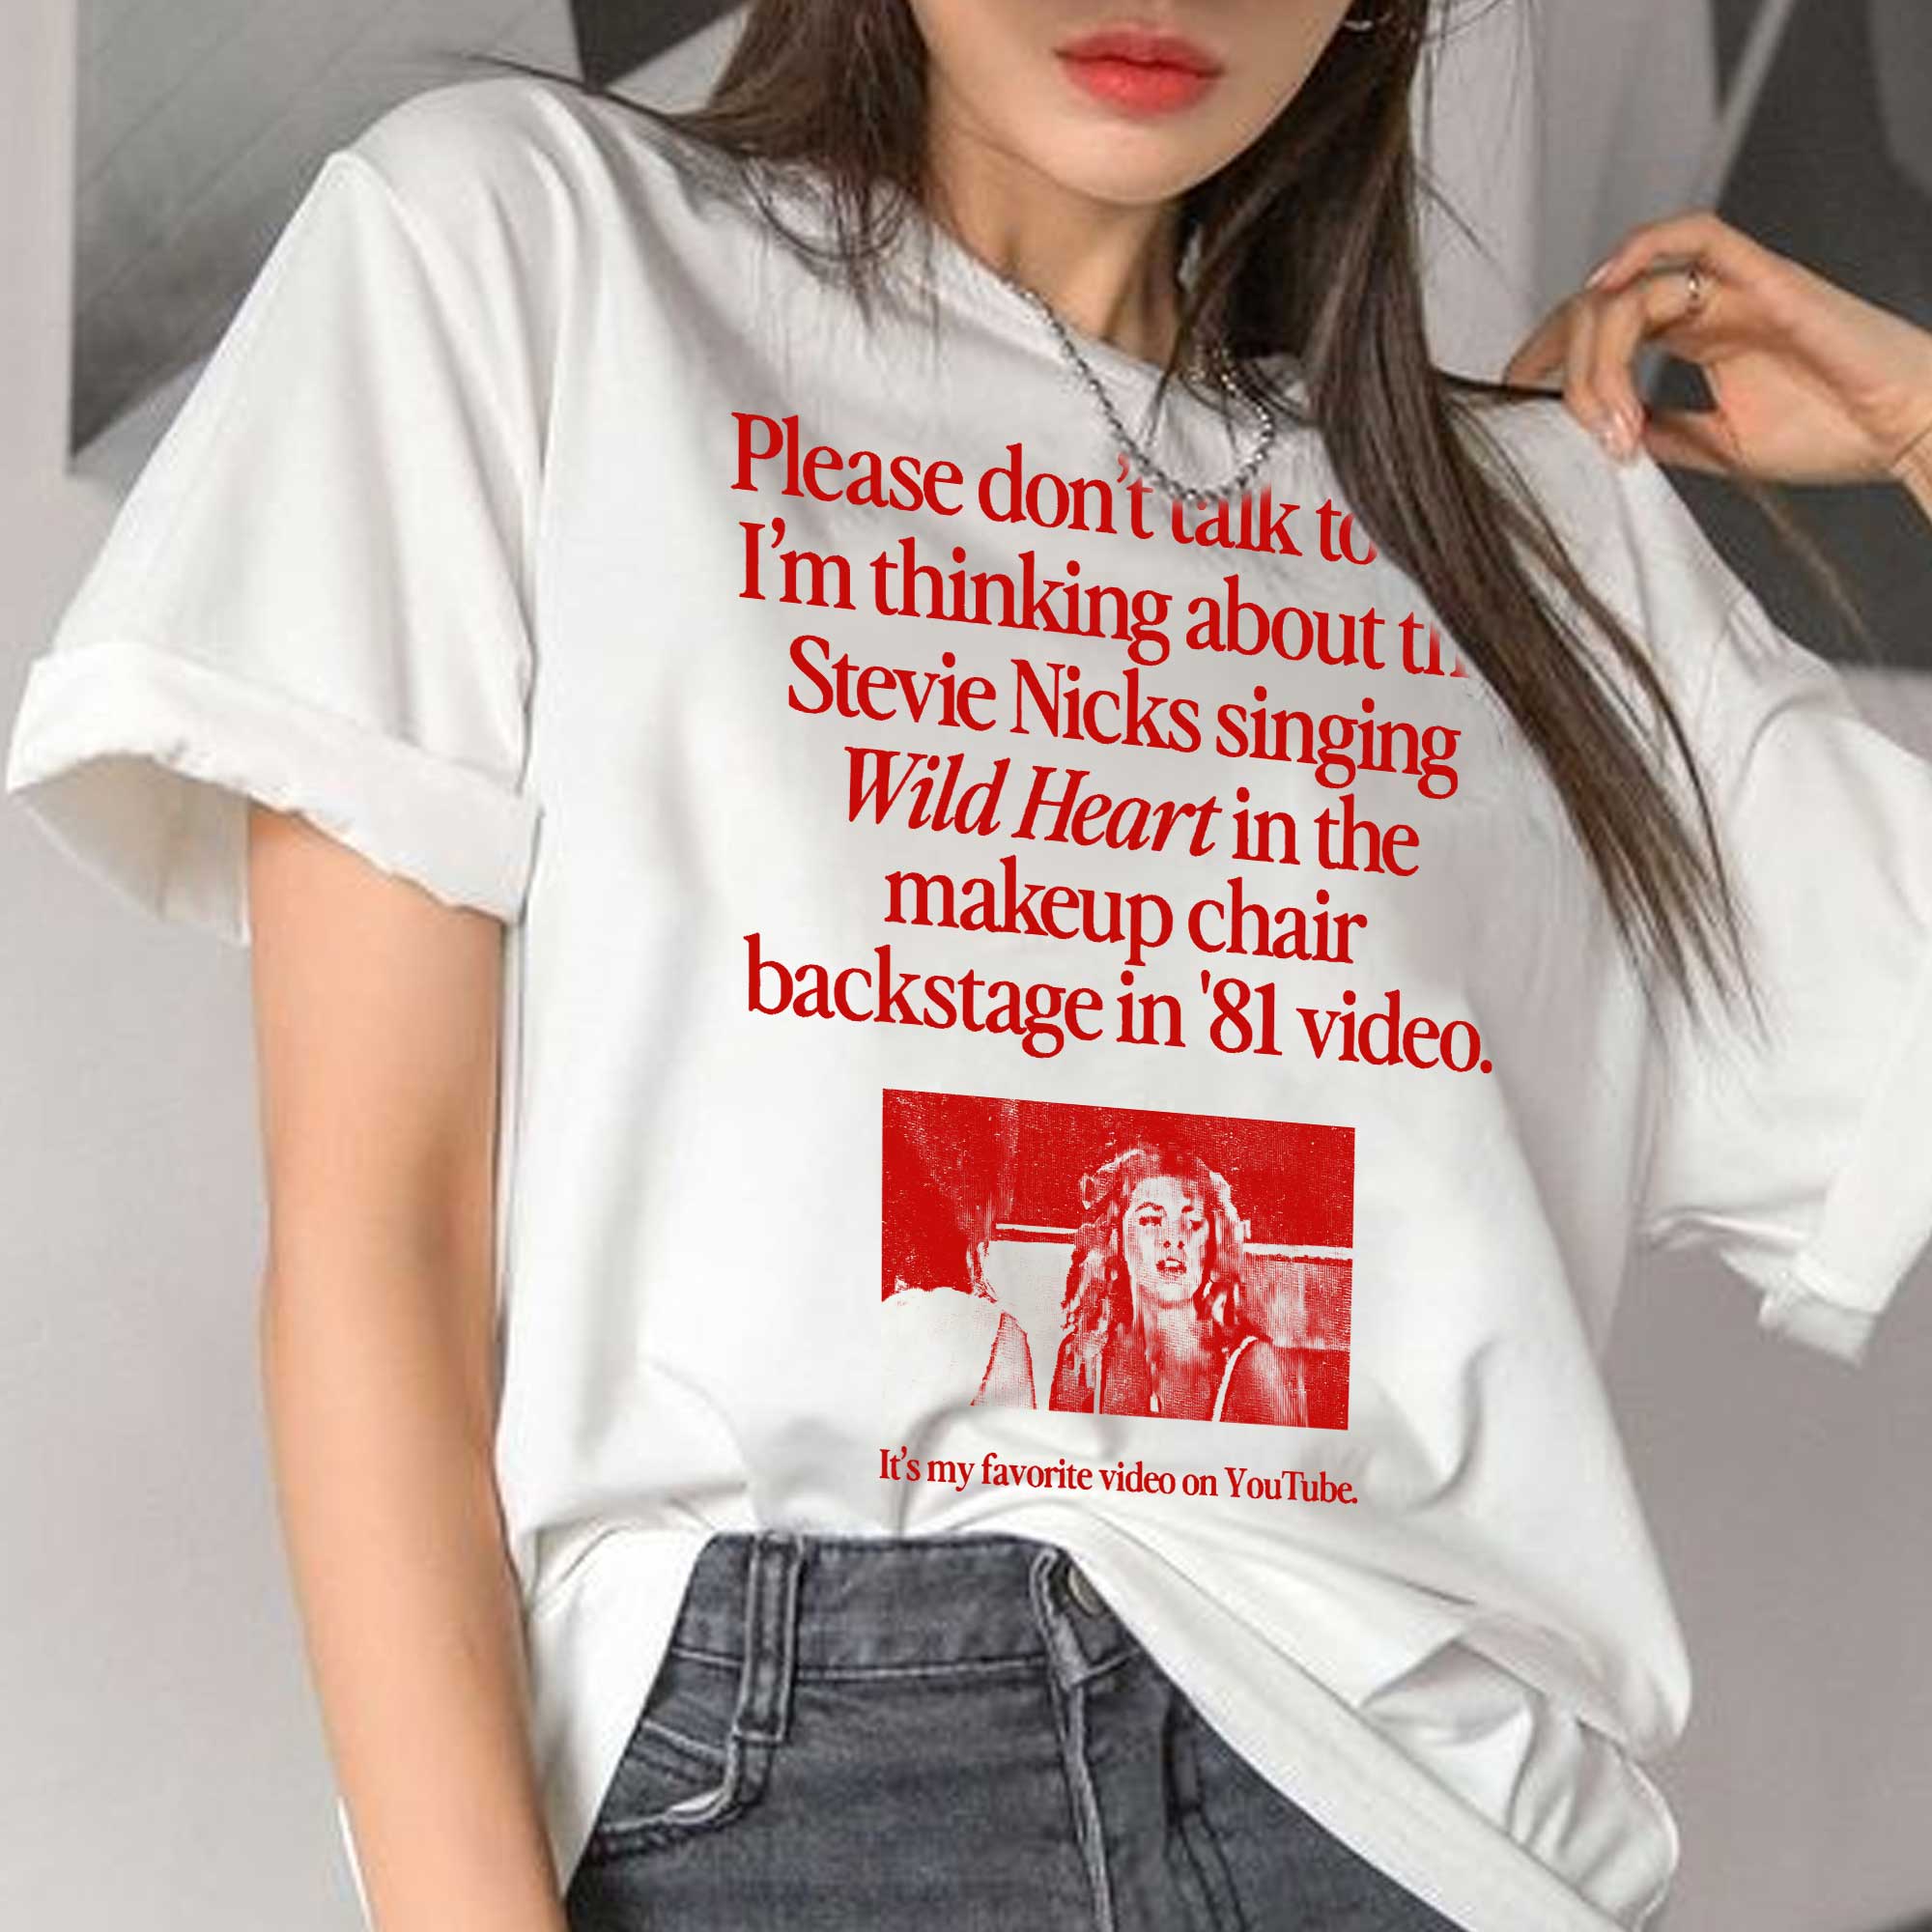 Please don't talk to
I'm thinking about
Stevie Nicks singing
Wild Heart in the
makeup chair
backstage in '81 video.
It's my favorite video on YouTube.